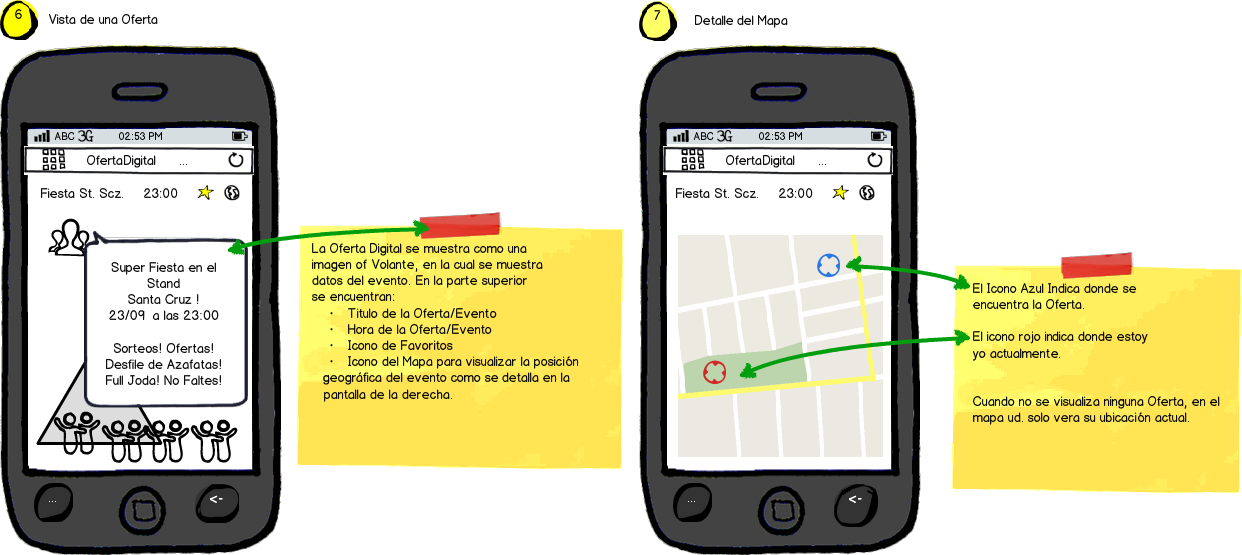 6
Vista de una Oferta
ABC 3G 02:53 PM
OfertaDigital ...
Fiesta St. Scz. 23:00
Super Fiesta en el
Stand
Santa Cruz !
23/09 a las 23:00
Sorteos! Ofertas!
Desfile de Azafatas!
Full Joda! No Faltes!
... <-
La Oferta Digital se muestra como una
imagen of Volante, en la cual se muestra
datos del evento. En la parte superior
se encuentran:
· Titulo de la Oferta/Evento
· Hora de la Oferta/Evento
· Icono de Favoritos
· Icono del Mapa para visualizar la posición
geográfica del evento como se detalla en la
pantalla de la derecha.
7
Detalle del Mapa
ABC 3G 02:53 PM
OfertaDigital ...
Fiesta St. Scz. 23:00
... <-
El Icono Azul Indica donde se
encuentra la Oferta.
El icono rojo indica donde estoy
yo actualmente.
Cuando no se visualiza ninguna Oferta, en el
mapa ud. solo vera su ubicación actual.